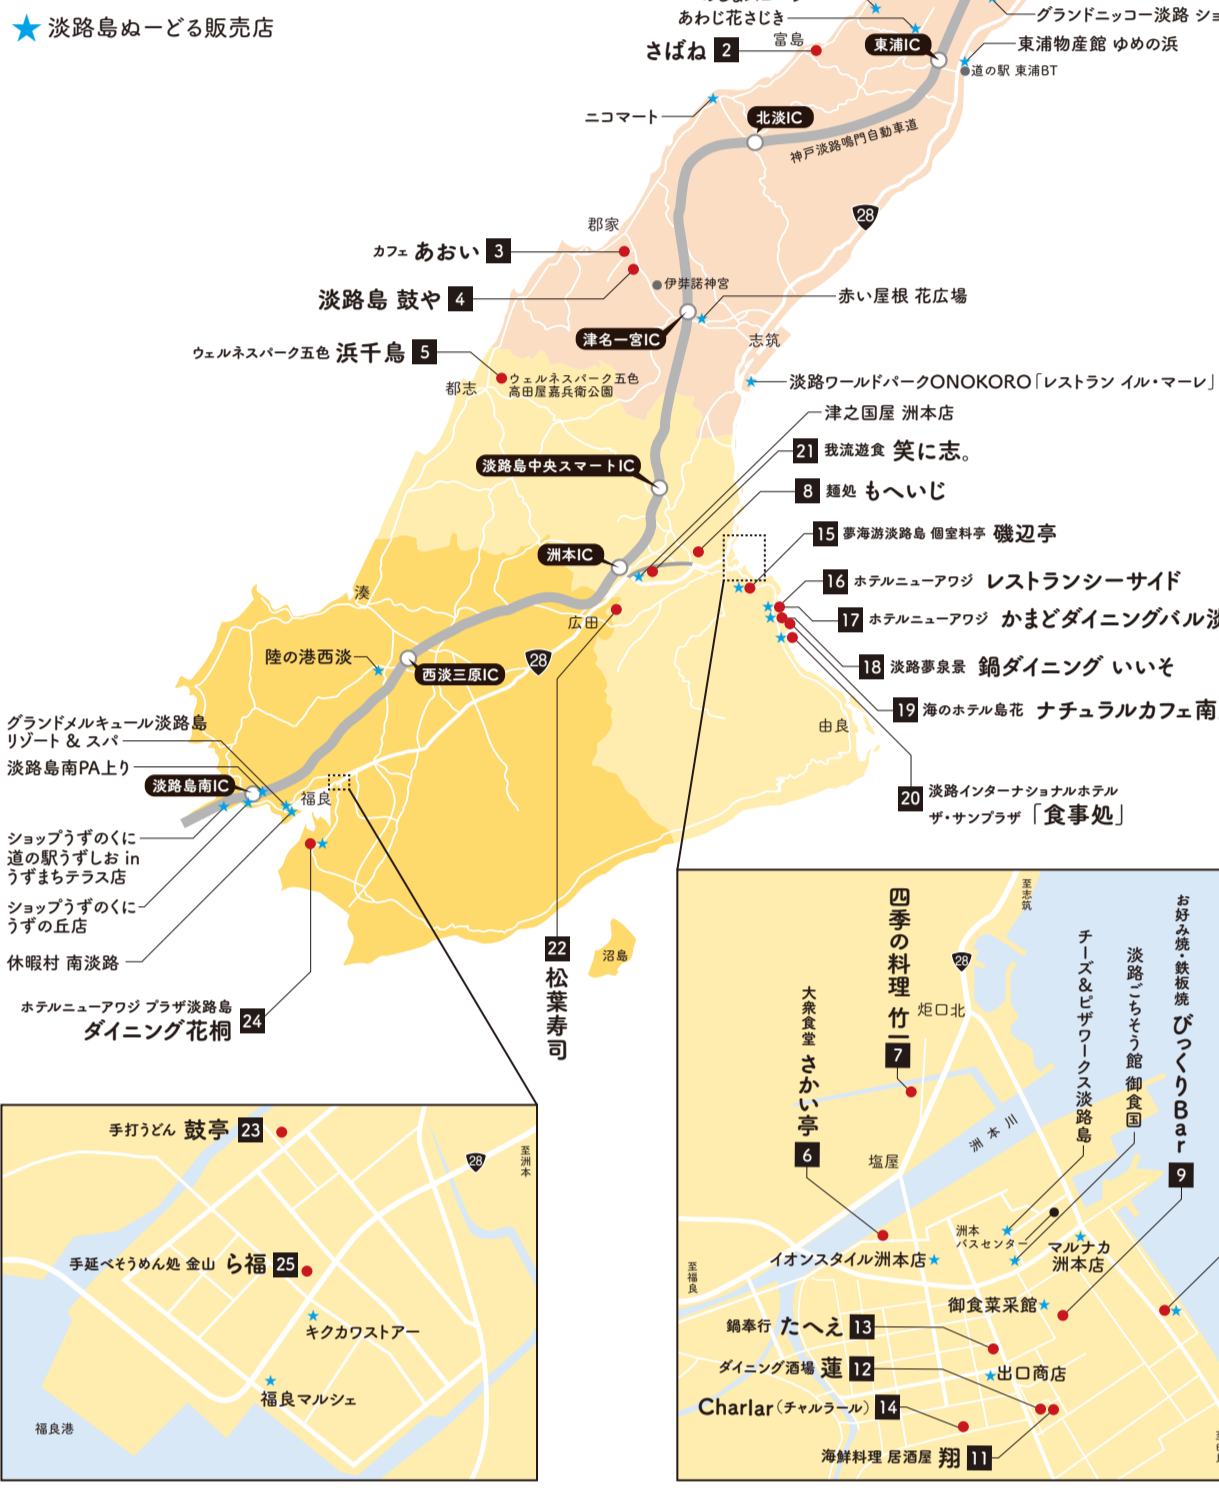 ★ 淡路島ぬーどる販売店
あわじ花さじき
グランドニッコー淡路 ショ
富島
さばね 2
東浦IC
東浦物産館 ゆめの浜
道の駅 東浦BT
ニコマート
北淡IC
神戸淡路鳴門自動車道
28
郡家
カフェ あおい 3
伊弉諾神宮
淡路島 鼓や 4
赤い屋根 花広場
津名一宮IC
志筑
ウェルネスパーク五色 浜千鳥 5
ウェルネスパーク五色
高田屋嘉兵衛公園
都志
淡路ワールドパークONOKORO「レストラン イル・マーレ」
津之国屋 洲本店
21 我流遊食 笑に志。
淡路島中央スマートIC
8 麺処 もへいじ
15 夢海游淡路島 個室料亭 磯辺亭
洲本IC
16 ホテルニューアワジ レストランシーサイド
湊
広田
17 ホテルニューアワジ かまどダイニングバル淡
陸の港西淡
西淡三原IC
28
18 淡路夢泉景 鍋ダイニング いいそ
19 海のホテル島花 ナチュラルカフェ南
由良
グランドメルキュール淡路島
リゾート & スパ
淡路島南PA上り
淡路島南IC
福良
20 淡路インターナショナルホテル
ザ・サンプラザ 「食事処」
ショップうずのくに
道の駅うずしお in
うずまちテラス店
ショップうずのくに
うずの丘店
休暇村 南淡路
22 松葉寿司
沼島
ホテルニューアワジ プラザ淡路島
ダイニング花桐 24
手打うどん 鼓亭 23
28
至洲本
手延べそうめん処 金山 ら福 25
キクカワストアー
福良マルシェ
福良港
至志筑
28
四季の料理 竹一 7
炬口北
大衆食堂 さかい亭 6
チーズ&ピザワークス淡路島
淡路ごちそう館 御食国
お好み焼・鉄板焼 びっくりBar 9
洲本川
塩屋
洲本
バスセンター
マルナカ
洲本店
イオンスタイル洲本店
至福良
御食菜采館
鍋奉行 たへえ 13
ダイニング酒場 蓮 12
出口商店
Charlar(チャルラール) 14
海鮮料理 居酒屋 翔 11